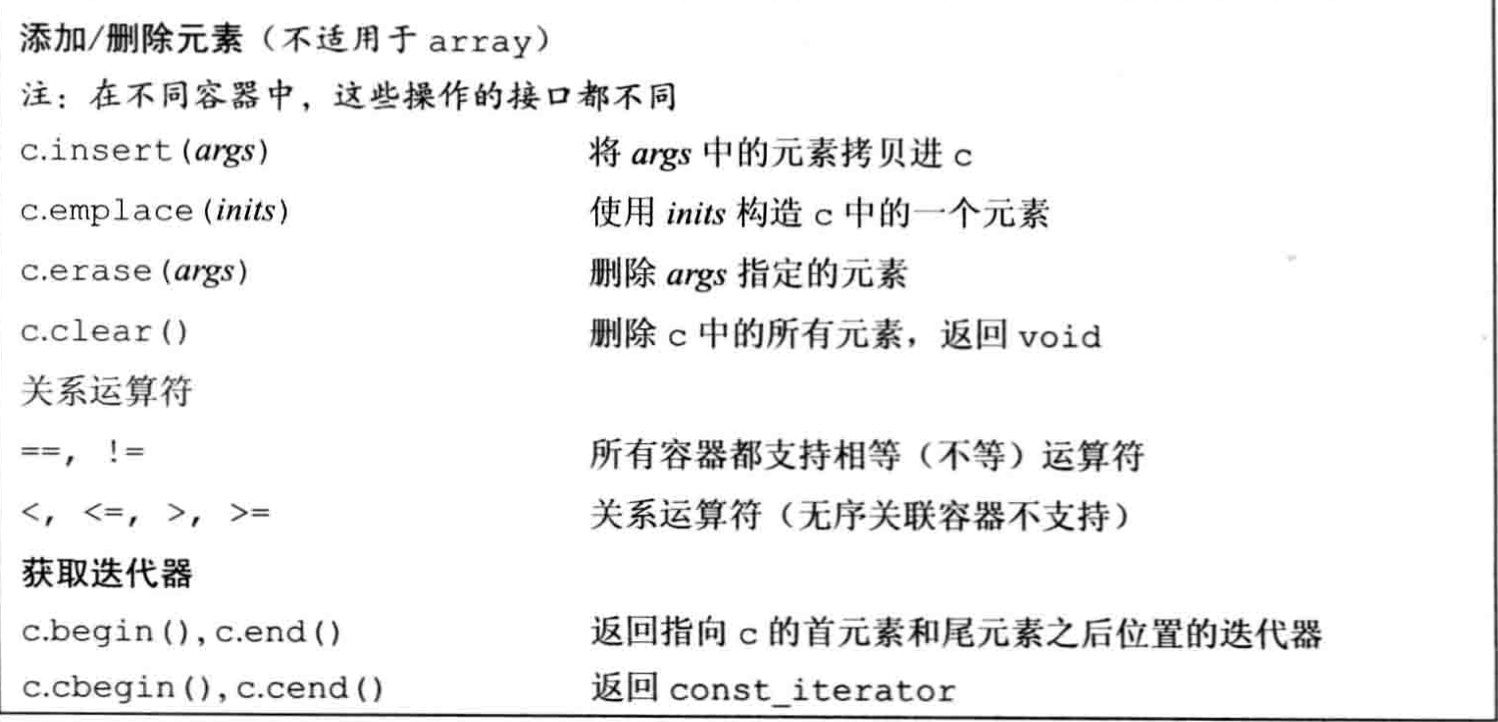 添加/删除元素（不适用于 array）
注：在不同容器中，这些操作的接口都不同
c.insert(args) 将 args 中的元素拷贝进 c
c.emplace(inits) 使用 inits 构造 c 中的一个元素
c.erase(args) 删除 args 指定的元素
c.clear() 删除 c 中的所有元素，返回 void
关系运算符
==, != 所有容器都支持相等（不等）运算符
<, <=, >, >= 关系运算符（无序关联容器不支持）
获取迭代器
c.begin(), c.end() 返回指向 c 的首元素和尾元素之后位置的迭代器
c.cbegin(), c.cend() 返回 const_iterator